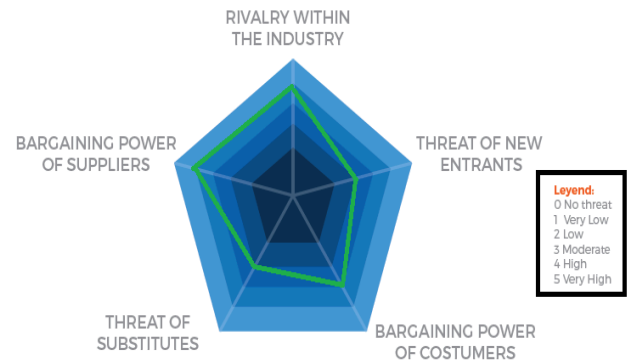 RIVALRY WITHIN
THE INDUSTRY
BARGAINING POWER
OF SUPPLIERS
THREAT OF NEW
ENTRANTS
Leyend:
0 No threat
1 Very Low
2 Low
3 Moderate
4 High
5 Very High
THREAT OF
SUBSTITUTES
BARGAINING POWER
OF COSTUMERS